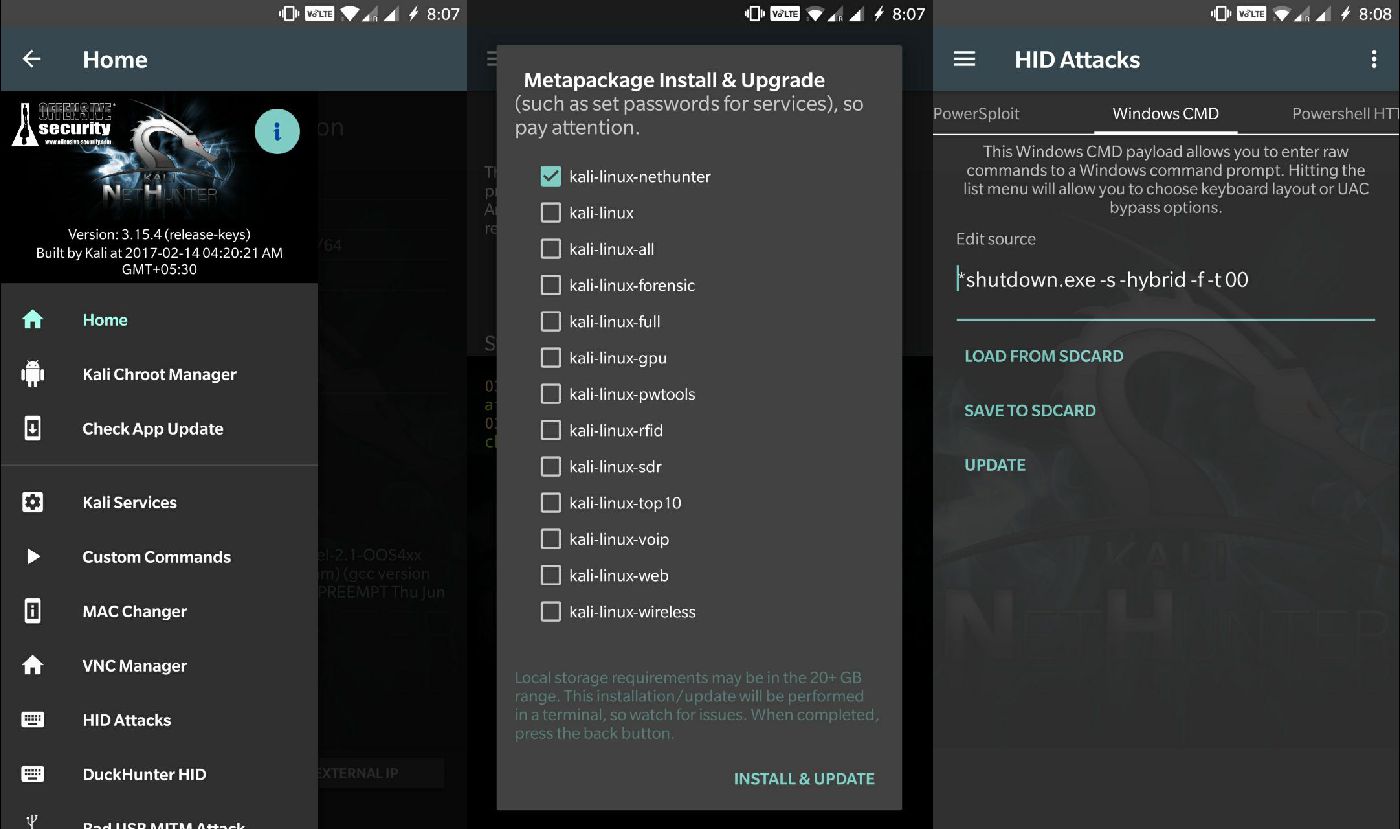 VoLTE 8:07
Home
OFFENSIVE
security
www.offensive-security.com
KALI
NETHUNTER
i
Version: 3.15.4 (release-keys)
Built by Kali at 2017-02-14 04:20:21 AM
GMT+05:30
Home
Kali Chroot Manager
Check App Update
Kali Services
Custom Commands
MAC Changer
VNC Manager
HID Attacks
DuckHunter HID
Bad USB MITM Attack
/64
el-2.1-OOS4xx
(gcc version
PREEMPT Thu Jun
EXTERNAL IP
VoLTE 8:07
Metapackage Install & Upgrade
(such as set passwords for services), so
pay attention.
kali-linux-nethunter
kali-linux
kali-linux-all
kali-linux-forensic
kali-linux-full
kali-linux-gpu
kali-linux-pwtools
kali-linux-rfid
kali-linux-sdr
kali-linux-top10
kali-linux-voip
kali-linux-web
kali-linux-wireless
Local storage requirements may be in the 20+ GB
range. This installation/update will be performed
in a terminal, so watch for issues. When completed,
press the back button.
INSTALL & UPDATE
VoLTE 8:08
HID Attacks
PowerSploit Windows CMD Powershell HTT
This Windows CMD payload allows you to enter raw
commands to a Windows command prompt. Hitting the
list menu will allow you to choose keyboard layout or UAC
bypass options.
Edit source
*shutdown.exe -s -hybrid -f -t 00
LOAD FROM SDCARD
SAVE TO SDCARD
UPDATE
KALI
NETHUNTER